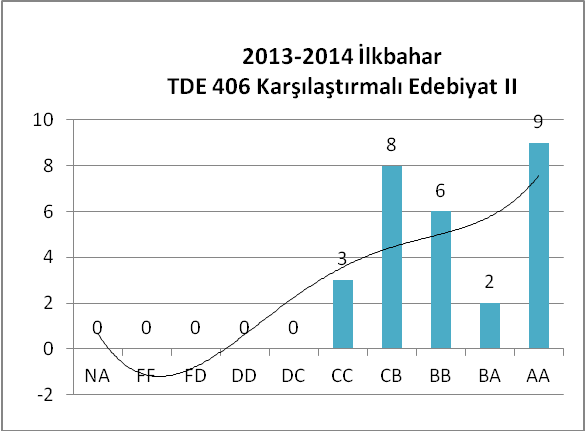 2013-2014 İlkbahar
TDE 406 Karşılaştırmalı Edebiyat II
10
8
6
4
2
0
-2
0
0
0
0
0
3
8
6
2
9
NA
FF
FD
DD
DC
CC
CB
BB
BA
AA